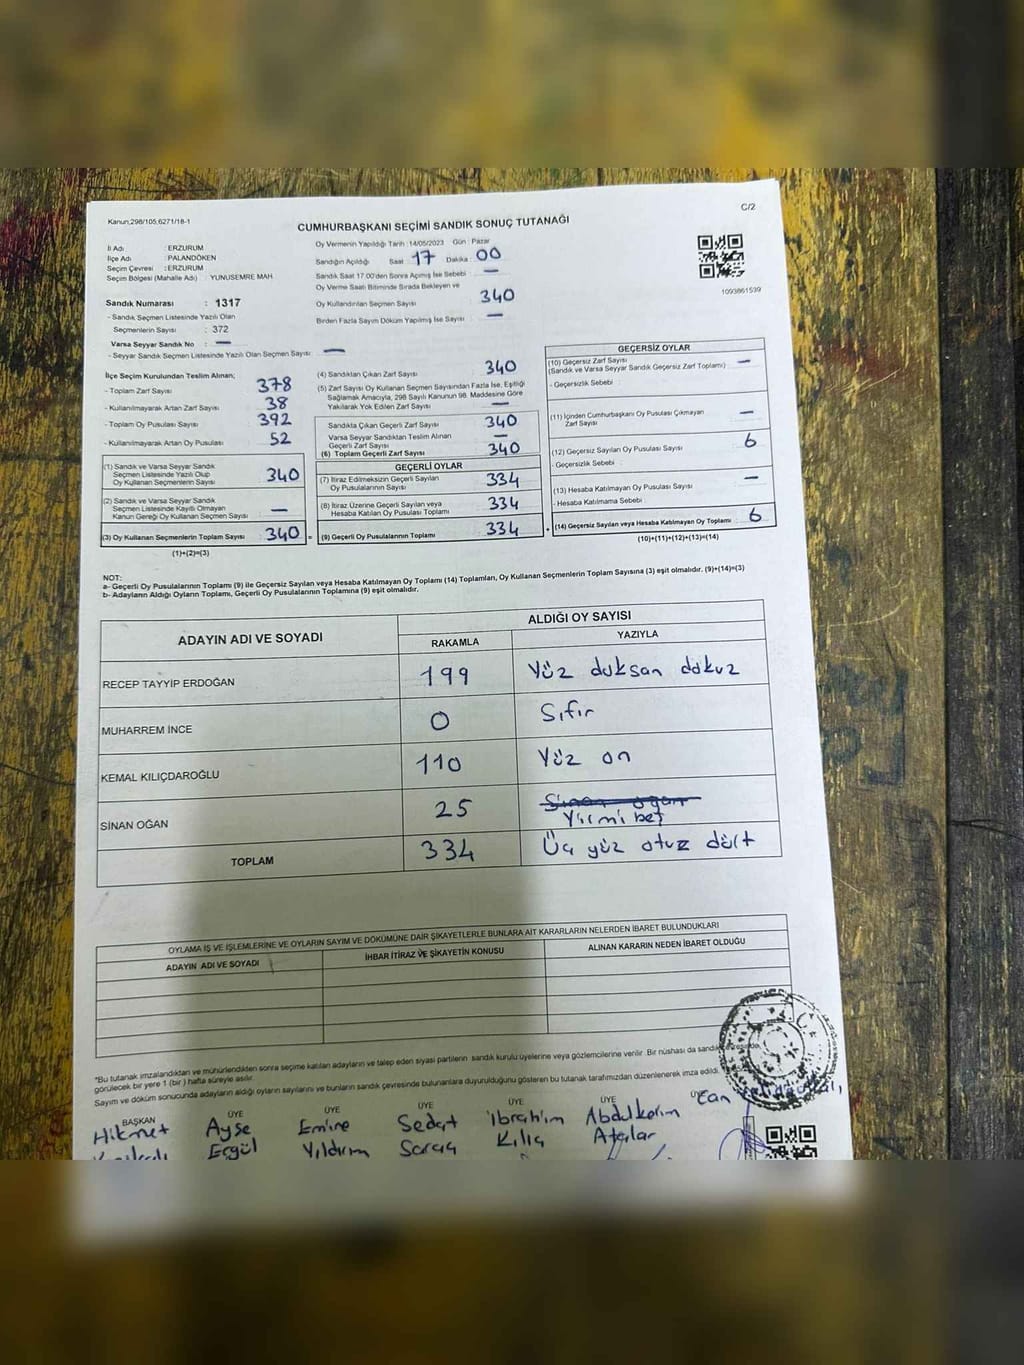 Kanun;298/105,6271/18-1
C/2
CUMHURBAŞKANI SEÇİMİ SANDIK SONUÇ TUTANAĞI
İl Adı : ERZURUM
İlçe Adı : PALANDÖKEN
Seçim Çevresi : ERZURUM
Seçim Bölgesi (Mahalle Adı) : YUNUSEMRE MAH.
Sandık Numarası : 1317
- Sandık Seçmen Listesinde Yazılı Olan
Seçmenlerin Sayısı : 372
Varsa Seyyar Sandık No : —
- Seyyar Sandık Seçmen Listesinde Yazılı Olan Seçmen Sayısı : —
Oy Vermenin Yapıldığı Tarih : 14/05/2023 Gün : Pazar
Sandığın Açıldığı Saat : 17 Dakika : 00
Sandık Saat 17.00'den Sonra Açılmış İse Sebebi : —
Oy Verme Saati Bitiminde Sırada Bekleyen ve
Oy Kullandırılan Seçmen Sayısı 340
Birden Fazla Sayım Döküm Yapılmış İse Sayısı : —
1093861599
İlçe Seçim Kurulundan Teslim Alınan;
- Toplam Zarf Sayısı : 378
- Kullanılmayarak Artan Zarf Sayısı : 38
- Toplam Oy Pusulası Sayısı : 392
- Kullanılmayarak Artan Oy Pusulası : 52
(1) Sandık ve Varsa Seyyar Sandık
Seçmen Listesinde Yazılı Olup
Oy Kullanan Seçmenlerin Sayısı 340
(2) Sandık ve Varsa Seyyar Sandık
Seçmen Listesinde Kayıtlı Olmayan
Kanun Gereği Oy Kullanan Seçmen Sayısı —
(3) Oy Kullanan Seçmenlerin Toplam Sayısı 340 =
(1)+(2)=(3)
(4) Sandıktan Çıkan Zarf Sayısı 340
(5) Zarf Sayısı Oy Kullanan Seçmen Sayısından Fazla İse, Eşitliği
Sağlamak Amacıyla, 298 Sayılı Kanunun 98. Maddesine Göre
Yakılarak Yok Edilen Zarf Sayısı —
Sandıkta Çıkan Geçerli Zarf Sayısı 340
Varsa Seyyar Sandıktan Teslim Alınan
Geçerli Zarf Sayısı —
(6) Toplam Geçerli Zarf Sayısı 340
GEÇERLİ OYLAR
(7) İtiraz Edilmeksizin Geçerli Sayılan
Oy Pusulalarının Sayısı 334
(8) İtiraz Üzerine Geçerli Sayılan veya
Hesaba Katılan Oy Pusulası Toplamı 334
(9) Geçerli Oy Pusulalarının Toplamı 334 +
GEÇERSİZ OYLAR
(10) Geçersiz Zarf Sayısı —
(Sandık ve Varsa Seyyar Sandık Geçersiz Zarf Toplamı)
- Geçersizlik Sebebi :
(11) İçinden Cumhurbaşkanı Oy Pusulası Çıkmayan
Zarf Sayısı —
(12) Geçersiz Sayılan Oy Pusulası Sayısı 6
- Geçersizlik Sebebi :
(13) Hesaba Katılmayan Oy Pusulası Sayısı —
- Hesaba Katılmama Sebebi :
(14) Geçersiz Sayılan veya Hesaba Katılmayan Oy Toplamı 6
(10)+(11)+(12)+(13)=(14)
NOT:
a- Geçerli Oy Pusulalarının Toplamı (9) ile Geçersiz Sayılan veya Hesaba Katılmayan Oy Toplamı (14) Toplamları, Oy Kullanan Seçmenlerin Toplam Sayısına (3) eşit olmalıdır. (9)+(14)=(3)
b- Adayların Aldığı Oyların Toplamı, Geçerli Oy Pusulalarının Toplamına (9) eşit olmalıdır.
ADAYIN ADI VE SOYADI
ALDIĞI OY SAYISI
RAKAMLA YAZIYLA
RECEP TAYYİP ERDOĞAN 199 Yüz duksan dokuz
MUHARREM İNCE 0 Sıfır
KEMAL KILIÇDAROĞLU 110 Yüz on
SİNAN OĞAN 25 Sinan ogan
Yirmi beş
TOPLAM 334 Üç yüz otuz dört
OYLAMA İŞ VE İŞLEMLERİNE VE OYLARIN SAYIM VE DÖKÜMÜNE DAİR ŞİKAYETLERLE BUNLARA AİT KARARLARIN NELERDEN İBARET BULUNDUKLARI
ADAYIN ADI VE SOYADI İHBAR İTİRAZ VE ŞİKAYETİN KONUSU ALINAN KARARIN NEDEN İBARET OLDUĞU
*Bu tutanak imzalandıktan ve mühürlendikten sonra seçime katılan adayların ve talep eden siyasi partilerin sandık kurulu üyelerine veya gözlemcilerine verilir. Bir nüshası da sandık
görülecek bir yere 1 (bir) hafta süreyle asılır.
Sayım ve döküm sonucunda adayların aldığı oyların sayılarını ve bunların sandık çevresinde bulunanlara duyurulduğunu gösteren bu tutanak tarafımızdan düzenlenerek imza edildi.
BAŞKAN ÜYE ÜYE ÜYE ÜYE ÜYE ÜYE
Hikmet Ayşe Emine Sedat İbrahim Abdulkerim
Ergül Yıldırım Saraç Kılıç